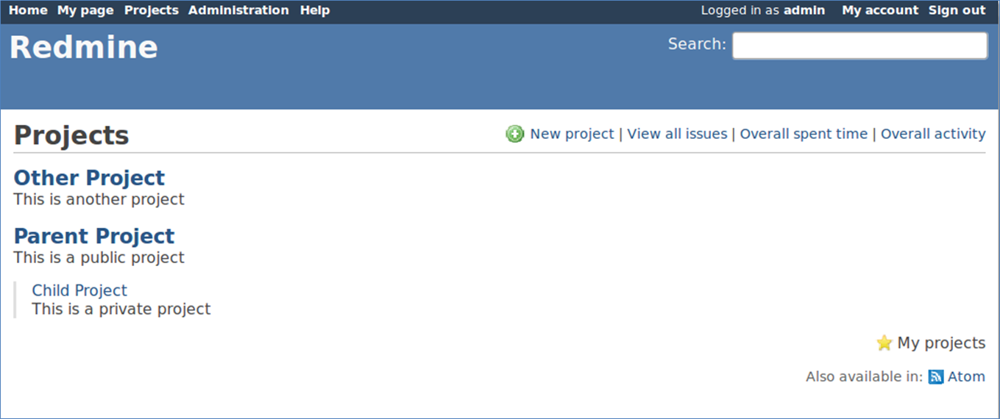 Home My page Projects Administration Help Logged in as admin My account Sign out
Redmine Search:
Projects New project | View all issues | Overall spent time | Overall activity
Other Project
This is another project
Parent Project
This is a public project
Child Project
This is a private project
My projects
Also available in: Atom